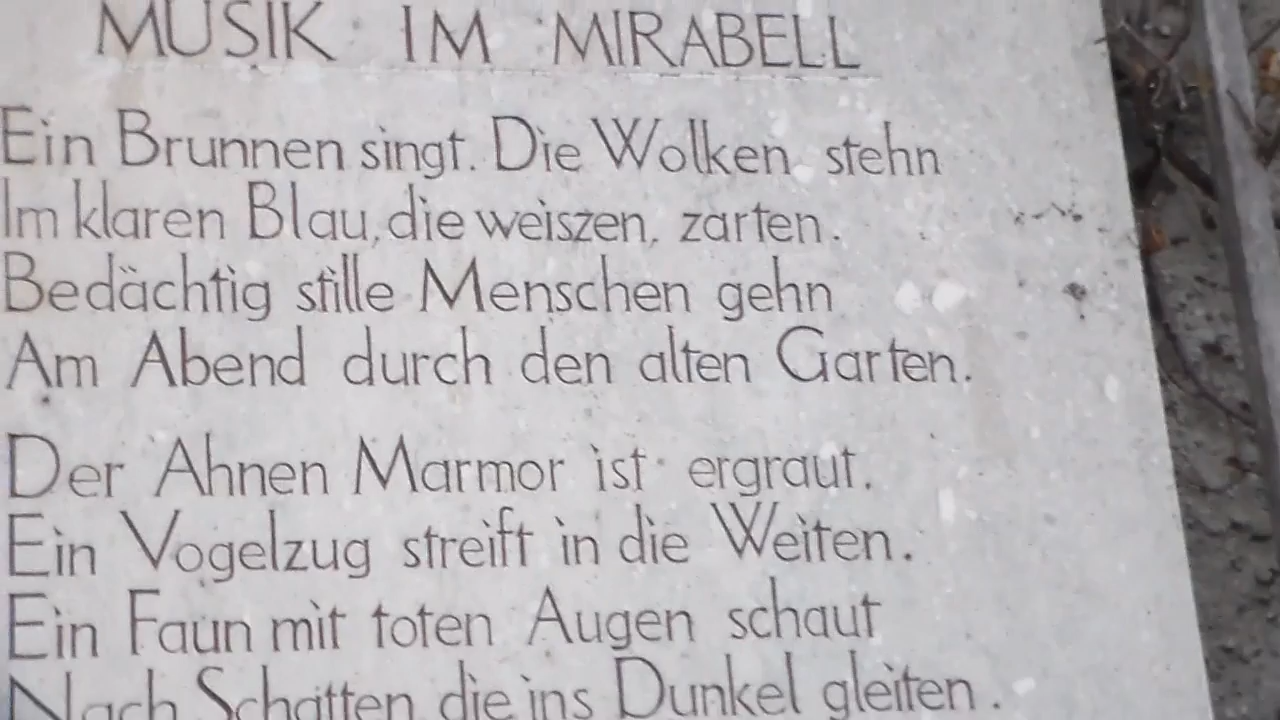 MUSIK IM MIRABELL
Ein Brunnen singt. Die Wolken stehn
Im klaren Blau, die weiszen, zarten.
Bedächtig stille Menschen gehn
Am Abend durch den alten Garten.
Der Ahnen Marmor ist ergraut.
Ein Vogelzug streift in die Weiten.
Ein Faun mit toten Augen schaut
Nach Schatten die ins Dunkel gleiten.